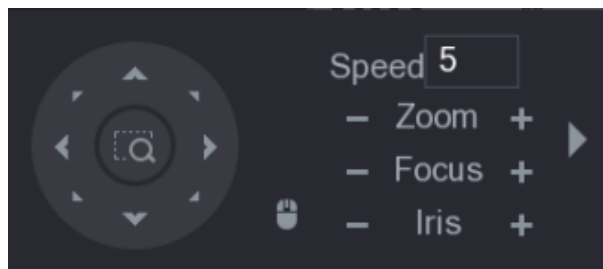 Speed 5
− Zoom +
− Focus +
− Iris +